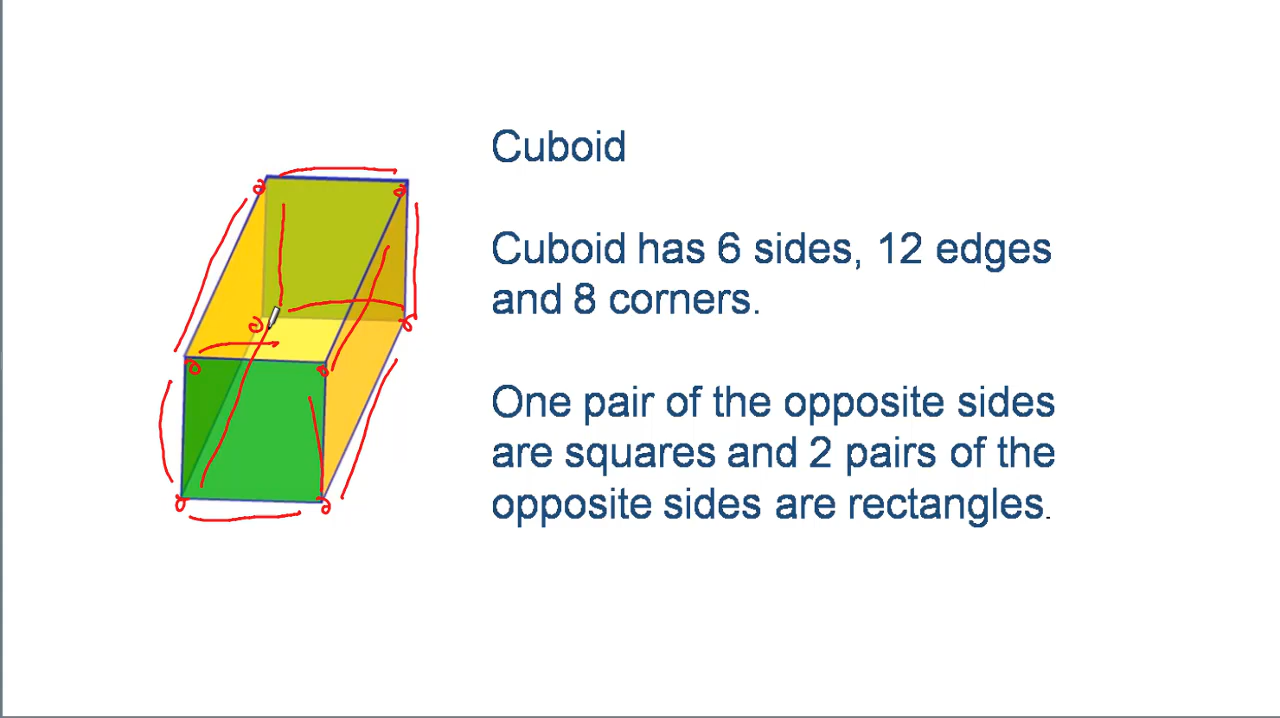 Cuboid
Cuboid has 6 sides, 12 edges
and 8 corners.
One pair of the opposite sides
are squares and 2 pairs of the
opposite sides are rectangles.